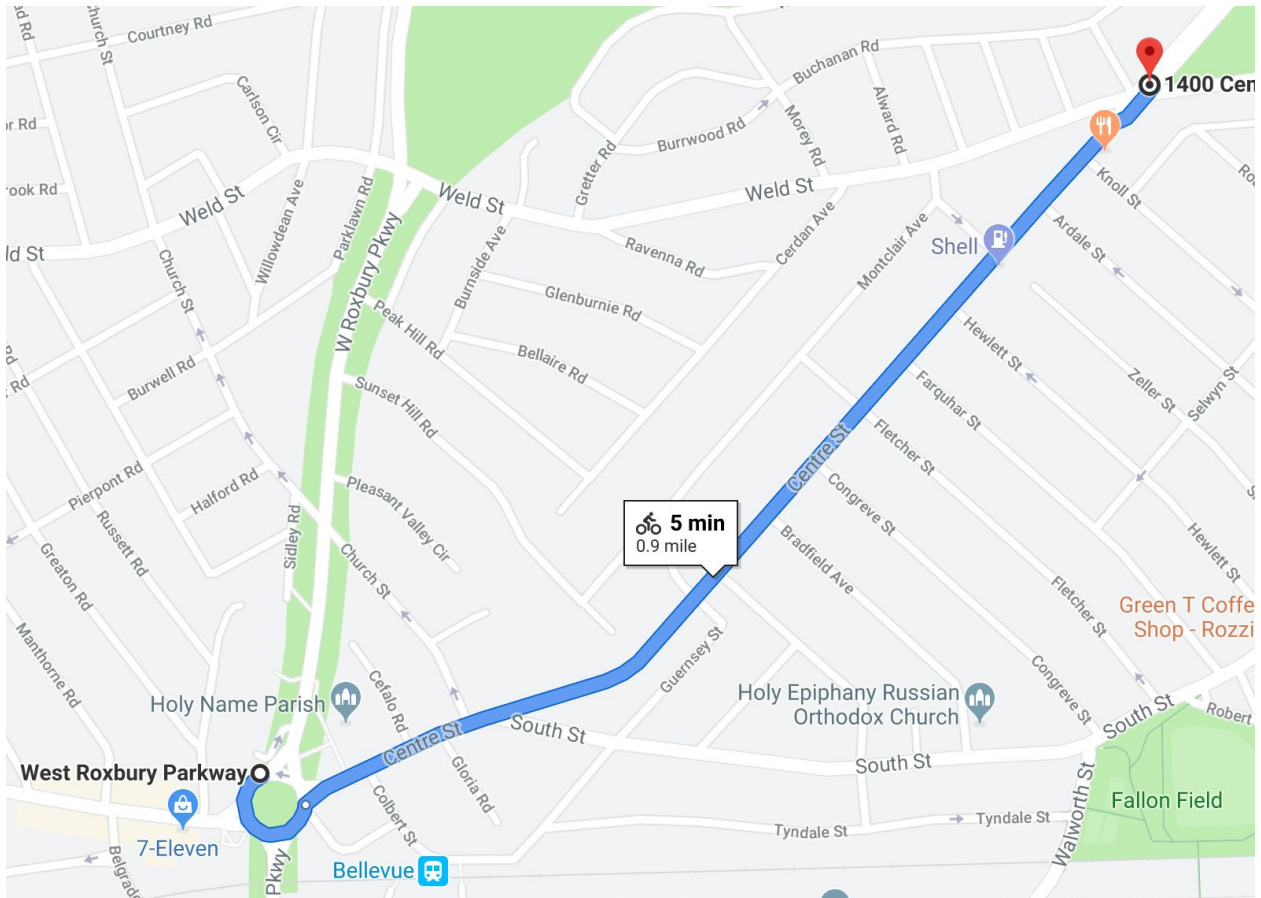 Courtney Rd
Church St
Carlson Cir
Buchanan Rd
1400 Cen
Alward Rd
Morey Rd
Burrwood Rd
Gretter Rd
Weld St
Knoll St
Weld St
Willowdean Ave
Parklawn Rd
Weld St
W Roxbury Pkwy
Burnside Ave
Ravenna Rd
Cerdan Ave
Montclair Ave
Shell
Ardale St
Church St
Glenburnie Rd
Peak Hill Rd
Bellaire Rd
Hewlett St
Zeller St
Selwyn St
Burwell Rd
Sunset Hill Rd
Farquhar St
Fletcher St
Centre St
Pierpont Rd
Halford Rd
Pleasant Valley Cir
Congreve St
Russett Rd
Sidley Rd
5 min
0.9 mile
Bradfield Ave
Hewlett St
Greaton Rd
Church St
Fletcher St
Green T Coffe
Shop - Rozzi
Manthorne Rd
Guernsey St
Congreve St
Holy Name Parish
Cefalo Rd
Holy Epiphany Russian
Orthodox Church
South St
Robert
Centre St
South St
South St
West Roxbury Parkway
Gloria Rd
Colbert St
Fallon Field
7-Eleven
Tyndale St
Tyndale St
Walworth St
Belgrad
Pkwy
Bellevue